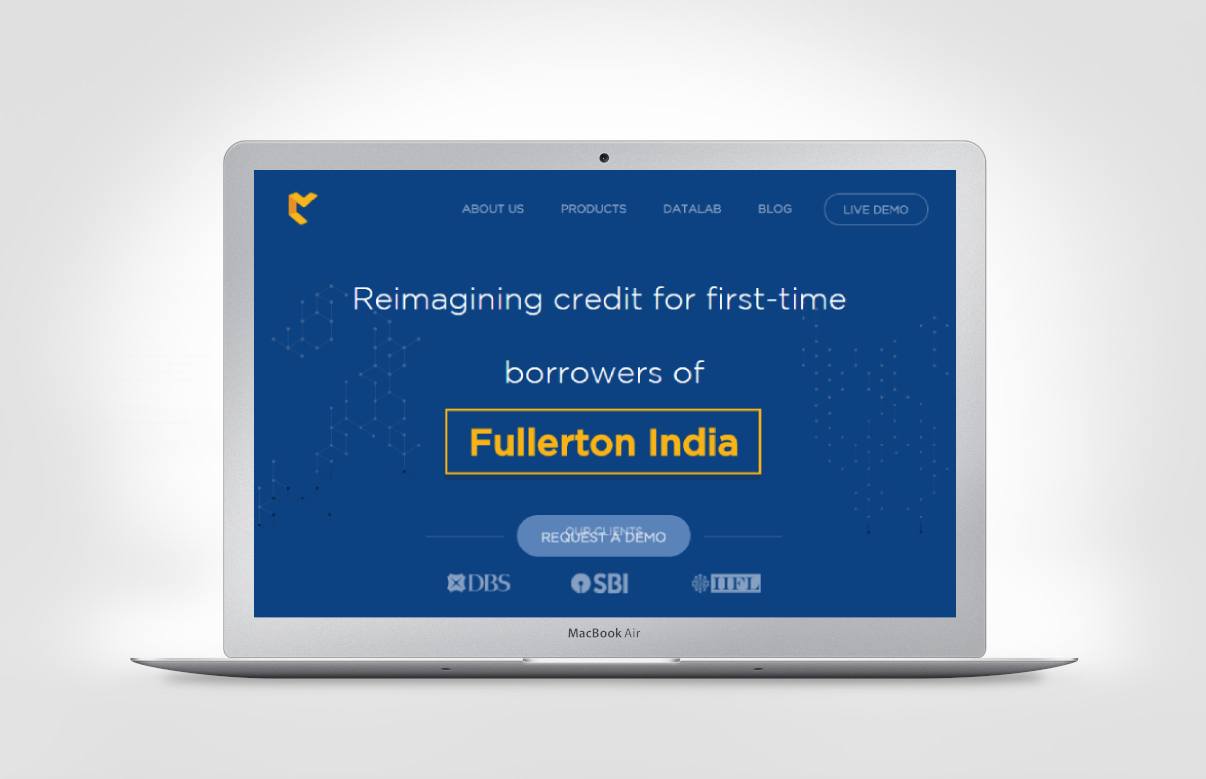 ABOUT US PRODUCTS DATALAB BLOG LIVE DEMO
Reimagining credit for first-time
borrowers of
Fullerton India
OUR CLIENTS
REQUEST A DEMO
DBS SBI IIFL
MacBook Air